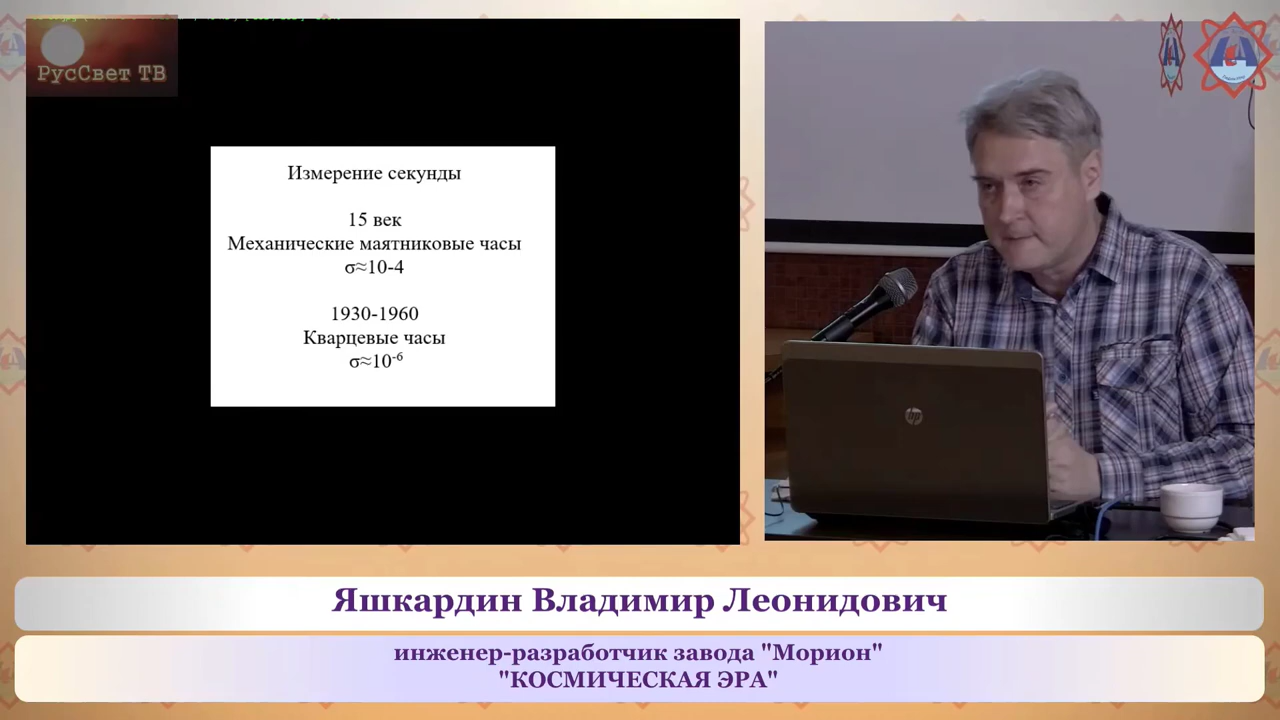 РусСвет ТВ
Измерение секунды
15 век
Механические маятниковые часы
σ≈10-4
1930-1960
Кварцевые часы
σ≈10⁻⁶
hp
Яшкардин Владимир Леонидович
инженер-разработчик завода "Морион"
"КОСМИЧЕСКАЯ ЭРА"